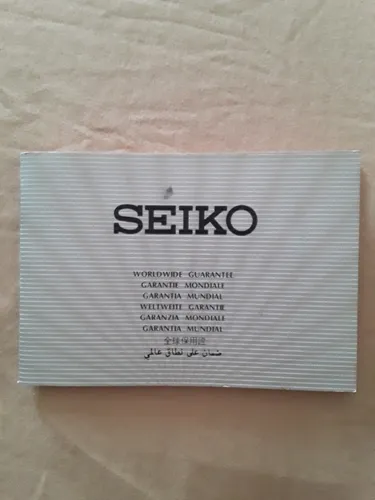 SEIKO
WORLDWIDE GUARANTEE
GARANTIE MONDIALE
GARANTIA MUNDIAL
WELTWEITE GARANTIE
GARANZIA MONDIALE
GARANTIA MUNDIAL
全球保用證
ضمان على نطاق عالمي